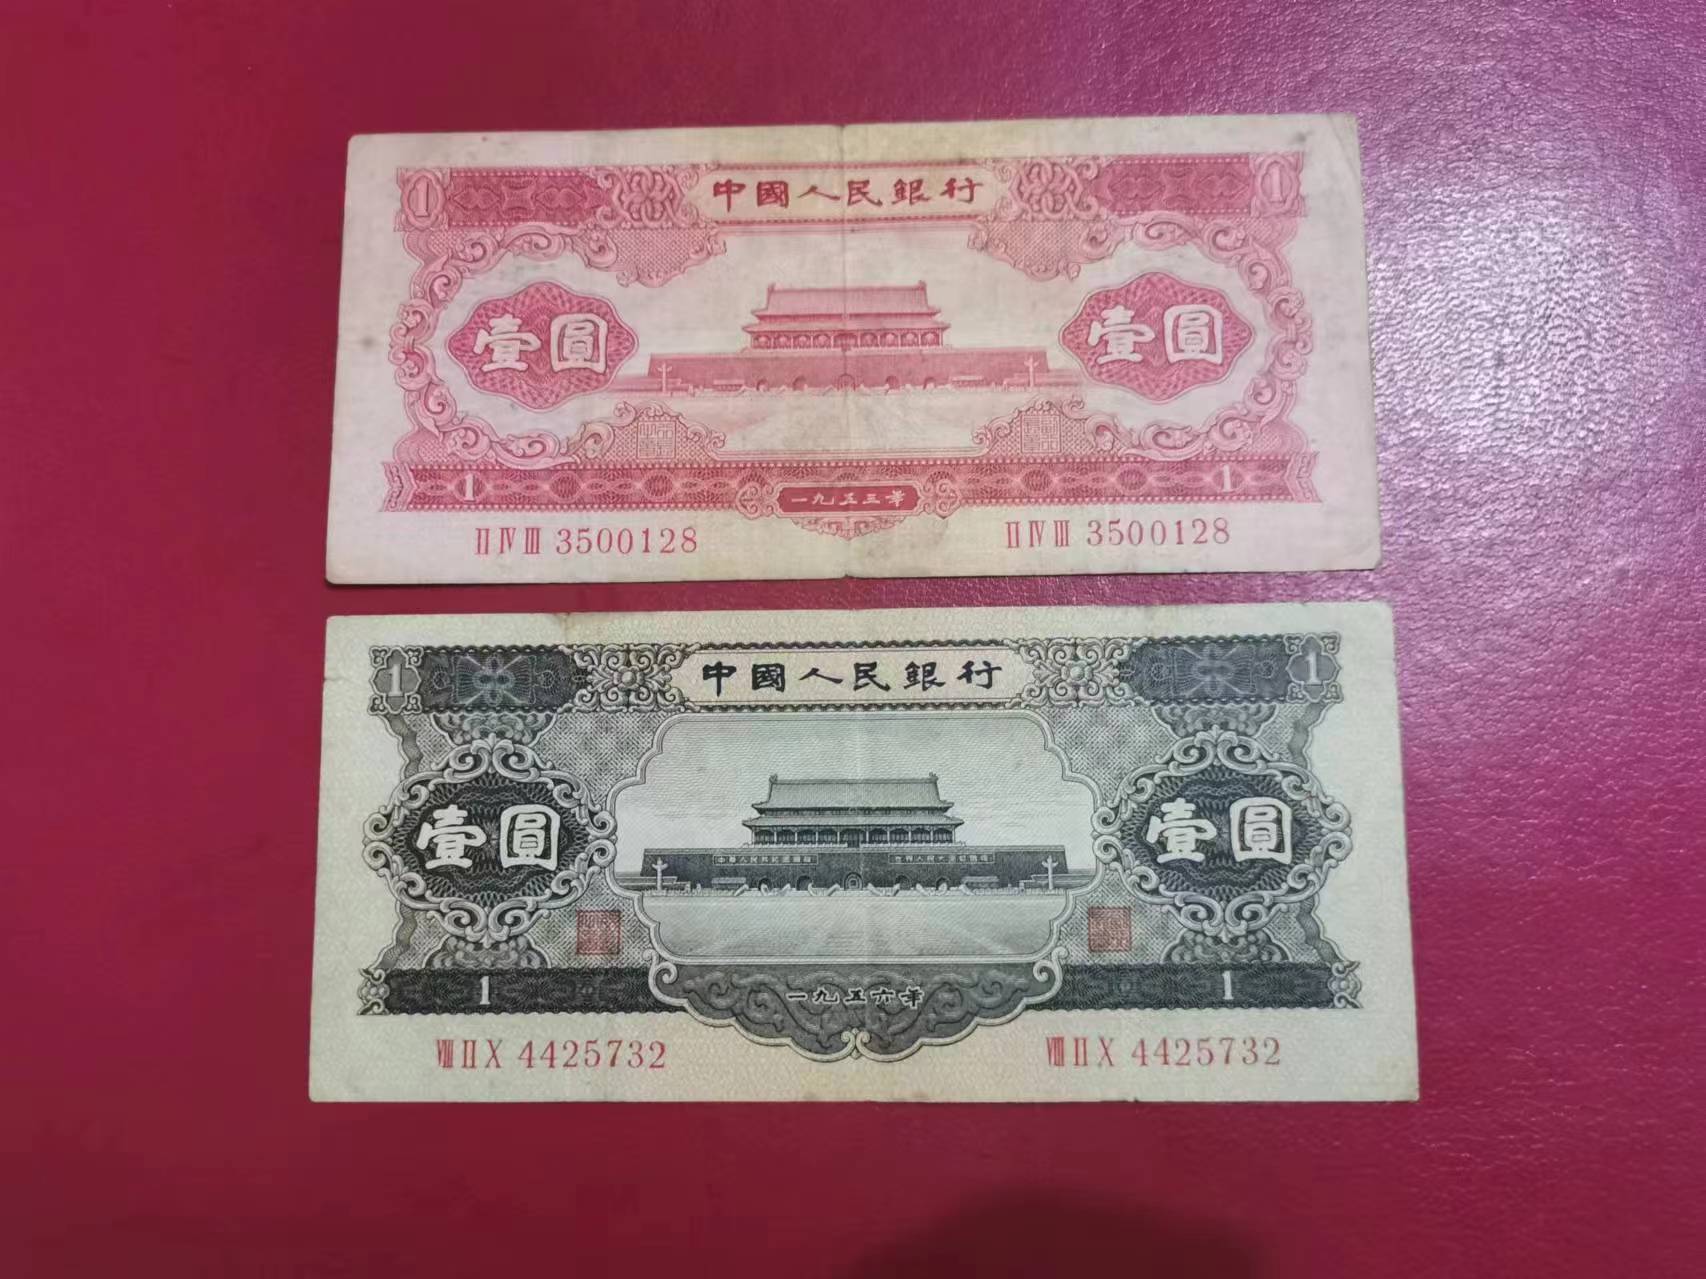 1 中國人民銀行 1
壹圓 壹圓
1 一九五三年 1
II IV III 3500128 II IV III 3500128
1 中國人民銀行 1
壹圓 壹圓
1 一九五六年 1
VIII II X 4425732 VIII II X 4425732